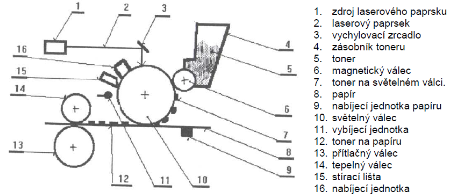 1
2
3
16
15
14
4
5
6
7
8
13
12
11
10
9
1. zdroj laserového paprsku
2. laserový paprsek
3. vychylovací zrcadlo
4. zásobník toneru
5. toner
6. magnetický válec
7. toner na světelném válci.
8. papír
9. nabíjecí jednotka papíru
10. světelný válec
11. vybíjecí jednotka
12. toner na papíru
13. přítlačný válec
14. tepelný válec
15. stírací lišta
16. nabíjecí jednotka